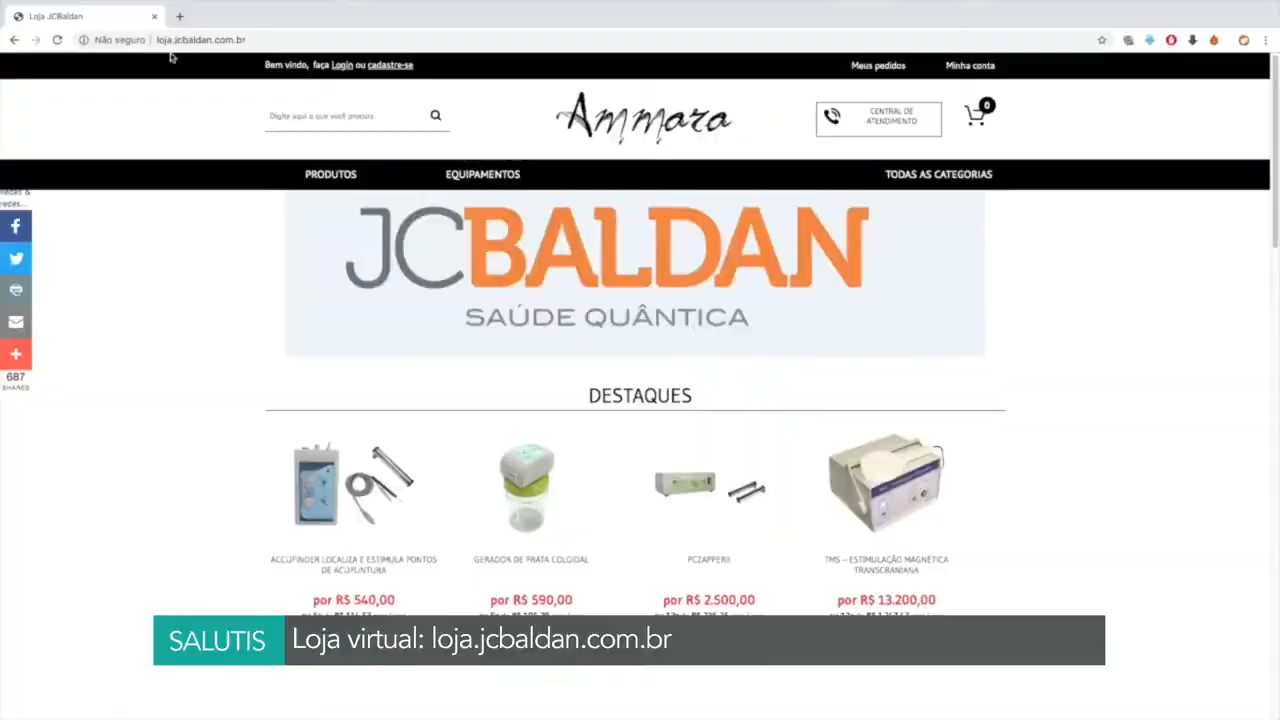 Loja JCBaldan
Não seguro | loja.jcbaldan.com.br
Bem vindo, faça Login ou cadastre-se
Meus pedidos
Minha conta
Digite aqui o que você procura
Ammara
CENTRAL DE
ATENDIMENTO
0
PRODUTOS
EQUIPAMENTOS
TODAS AS CATEGORIAS
redes...
JCBALDAN
SAÚDE QUÂNTICA
687
SHARES
DESTAQUES
ACCUFINDER LOCALIZA E ESTIMULA PONTOS
DE ACUPUNTURA
GERADOR DE PRATA COLOIDAL
PCZAPPERII
TMS – ESTIMULAÇÃO MAGNÉTICA
TRANSCRANIANA
por R$ 540,00
por R$ 590,00
por R$ 2.500,00
por R$ 13.200,00
SALUTIS
Loja virtual: loja.jcbaldan.com.br